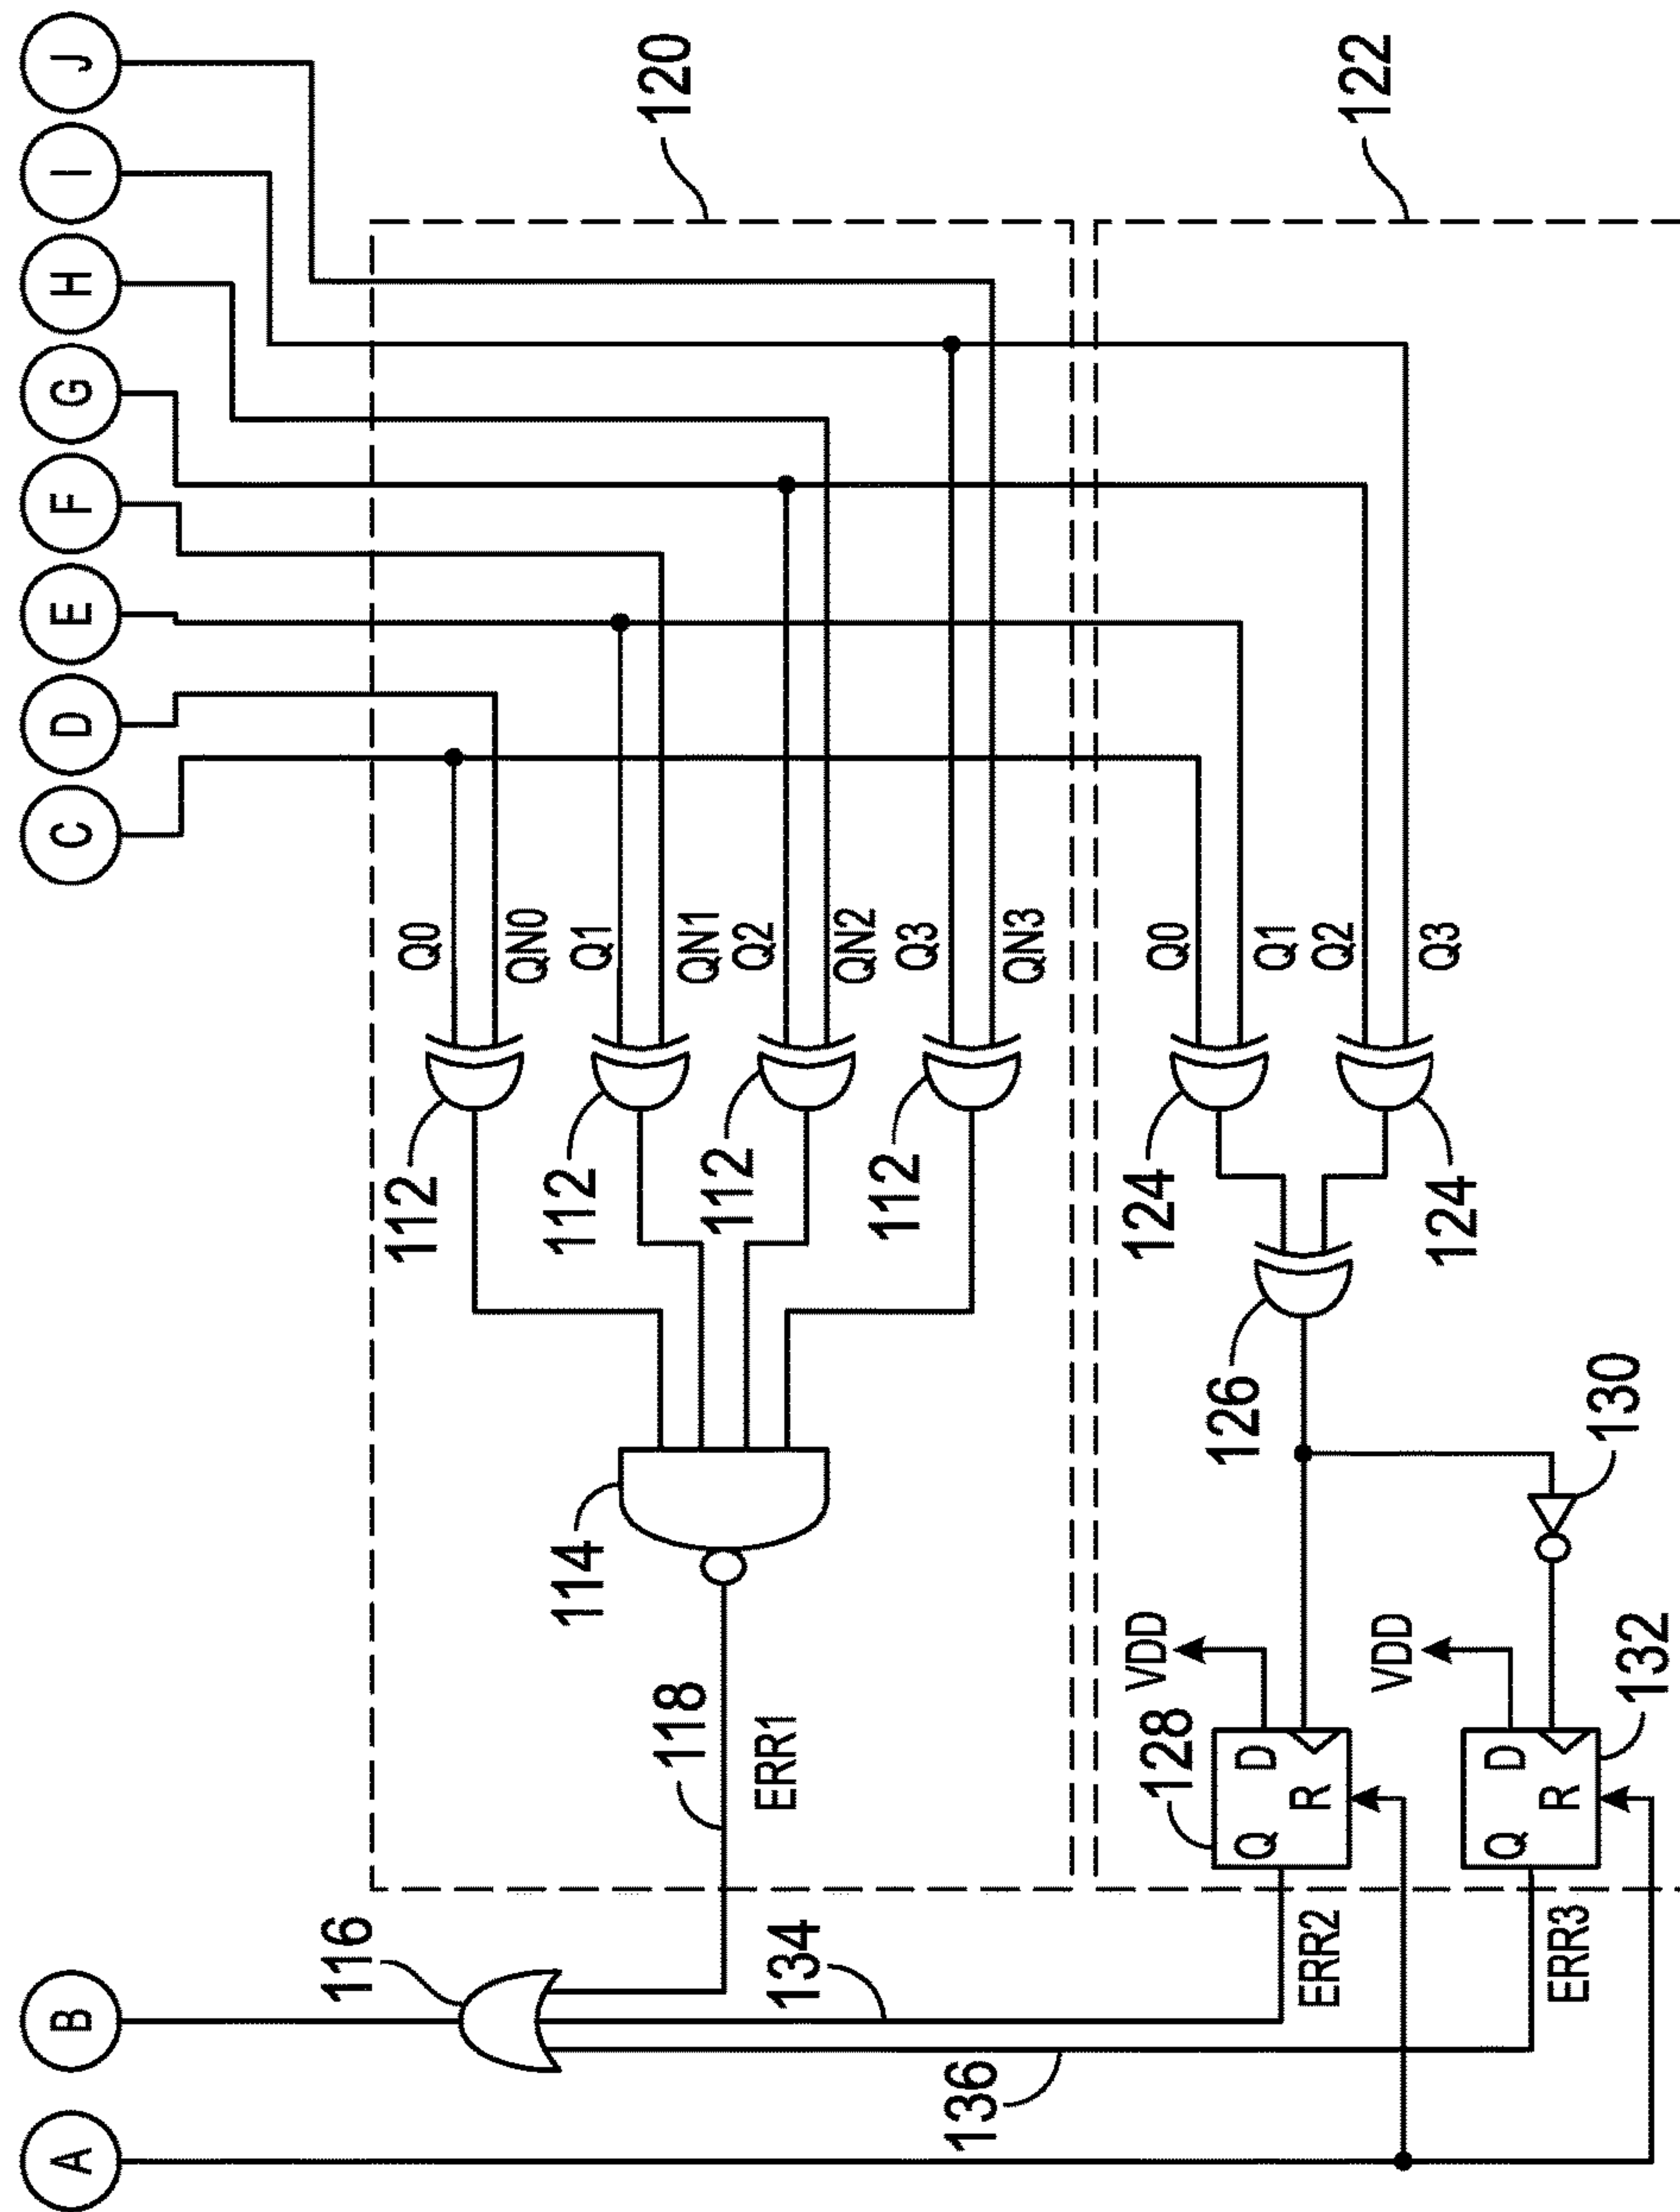 A
B
C
D
E
F
G
H
I
J
116
118
ERR1
114
112
112
112
112
Q0
QN0
Q1
QN1
Q2
QN2
Q3
QN3
120
134
136
ERR2
ERR3
128
VDD
Q
D
R
132
VDD
Q
D
R
130
126
124
124
Q0
Q1
Q2
Q3
122